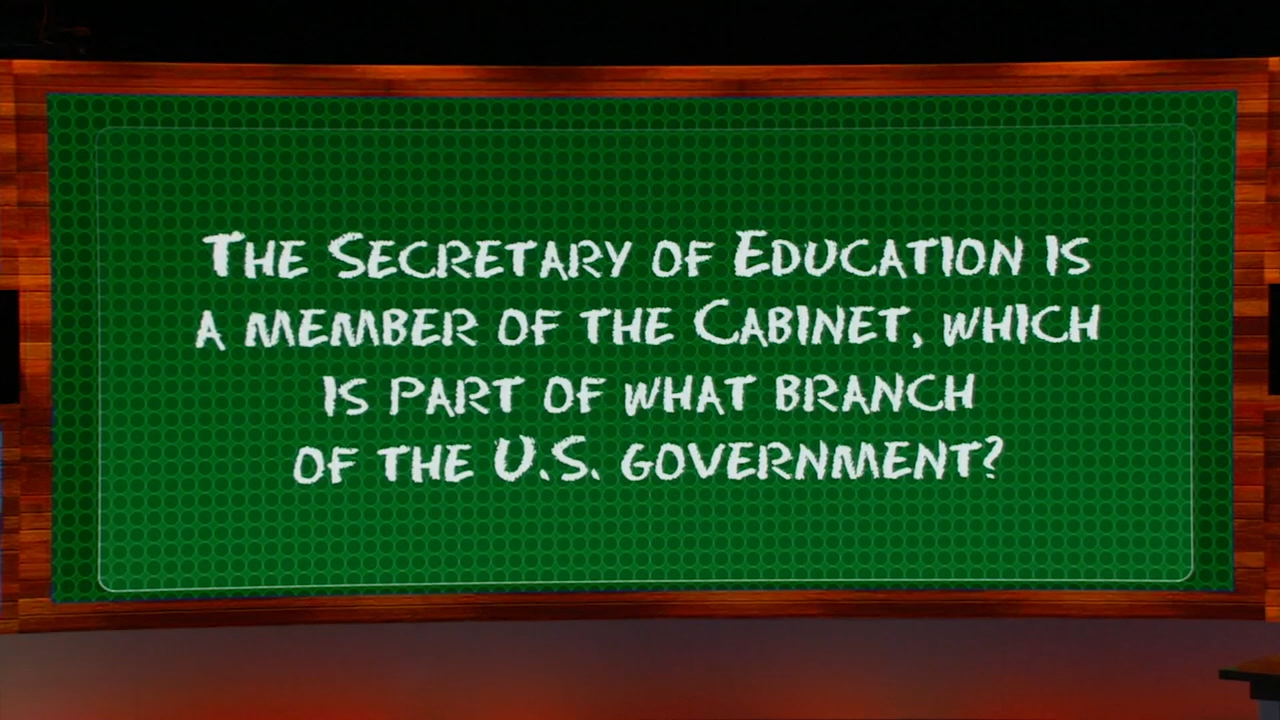 The Secretary of Education is
a member of the Cabinet, which
is part of what branch
of the U.S. government?